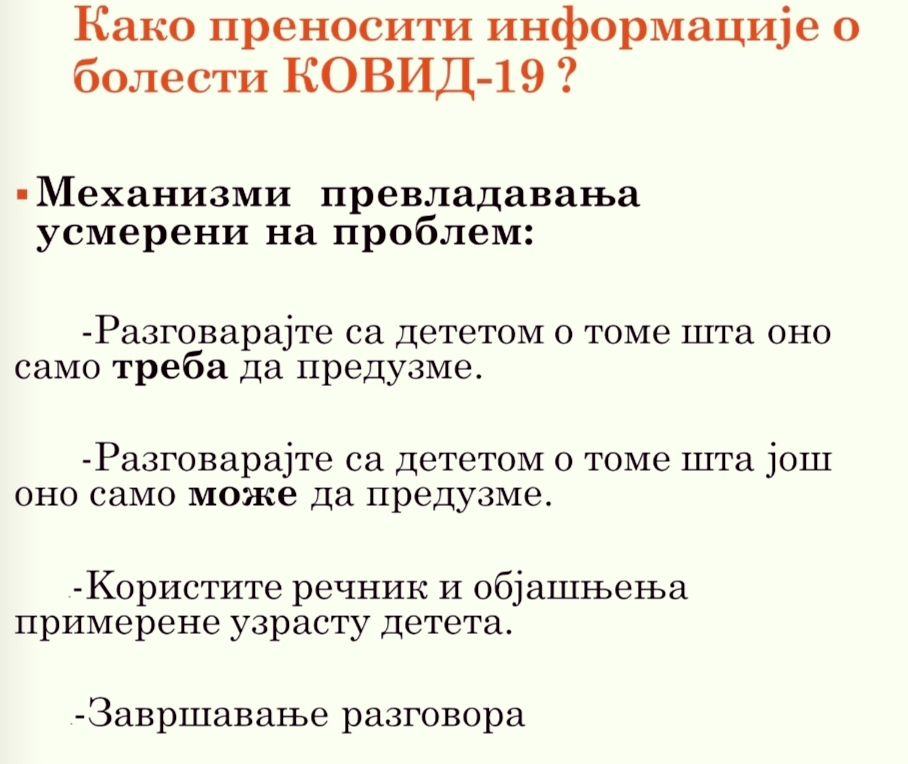 Како преносити информације о
болести КОВИД-19 ?
▪Механизми превладавања
усмерени на проблем:
-Разговарајте са дететом о томе шта оно
само треба да предузме.
-Разговарајте са дететом о томе шта још
оно само може да предузме.
-Користите речник и објашњења
примерене узрасту детета.
-Завршавање разговора